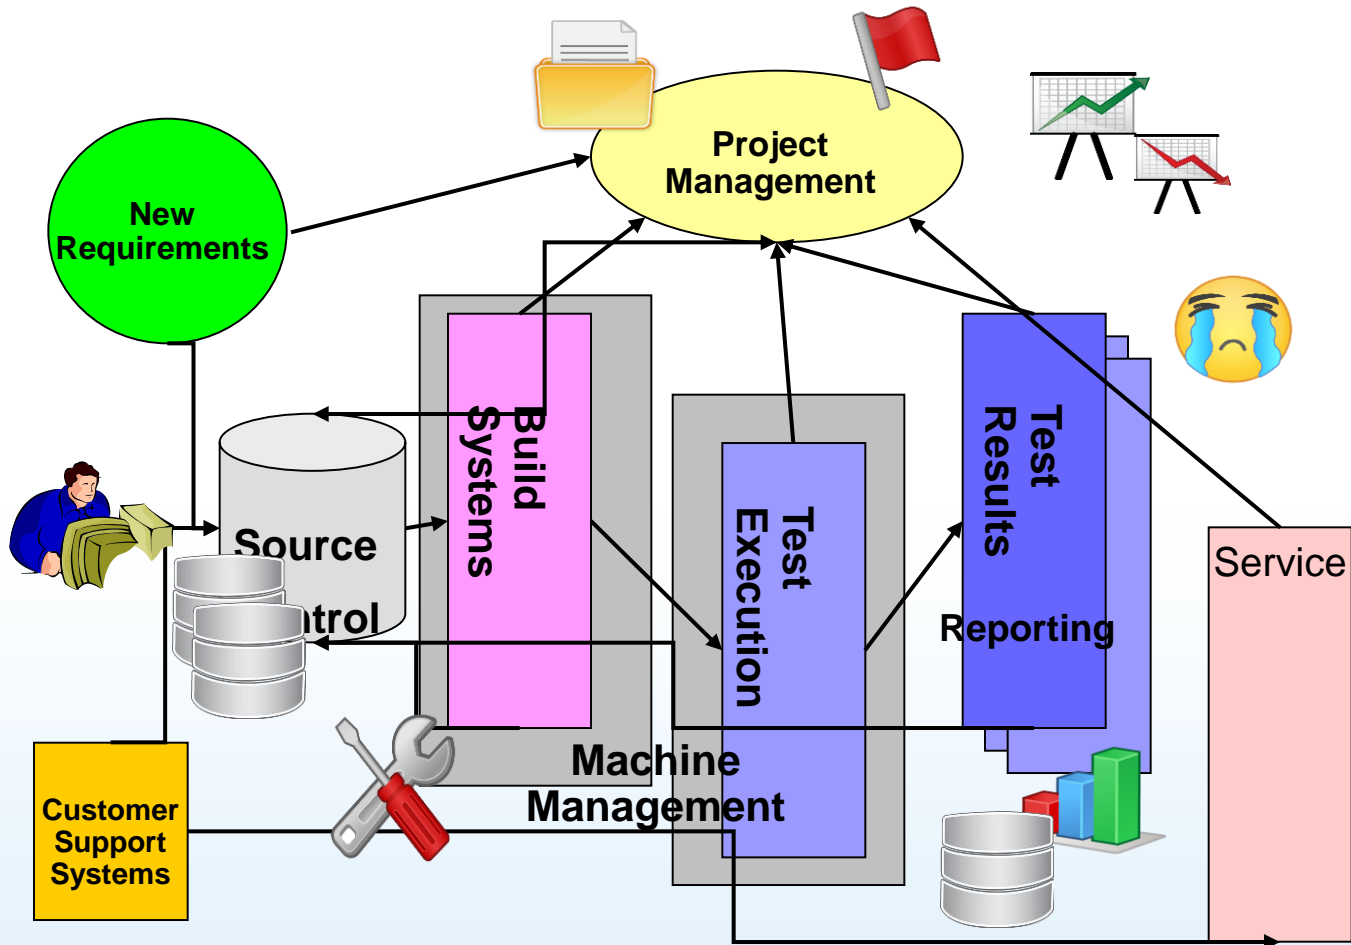 Project
Management
New
Requirements
Build
Systems
Test
Results
Test
Execution
Source
ntrol
Service
Reporting
Machine
Management
Customer
Support
Systems